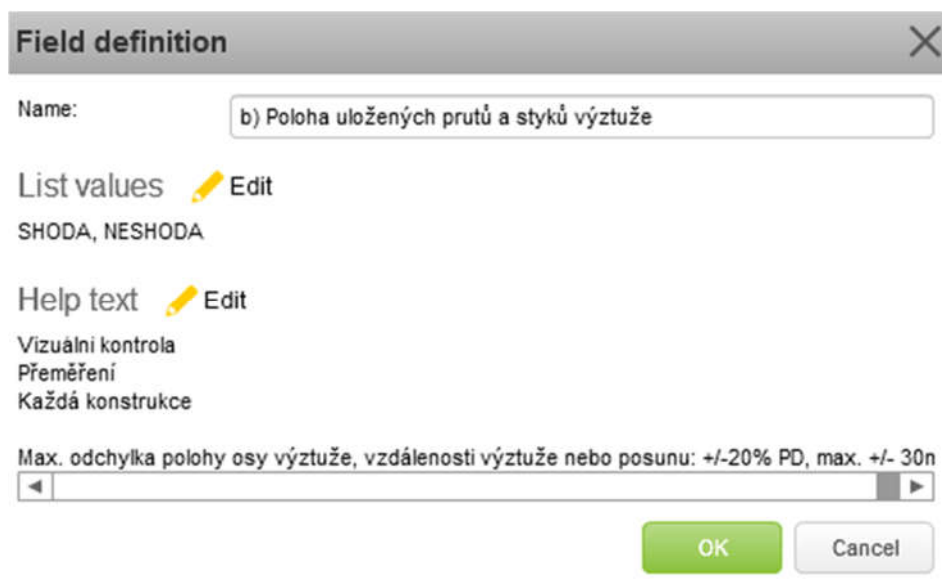 Field definition
Name:
b) Poloha uložených prutů a styků výztuže
List values Edit
SHODA, NESHODA
Help text Edit
Vizuální kontrola
Přeměření
Každá konstrukce
Max. odchylka polohy osy výztuže, vzdálenosti výztuže nebo posunu: +/-20% PD, max. +/- 30n
OK Cancel